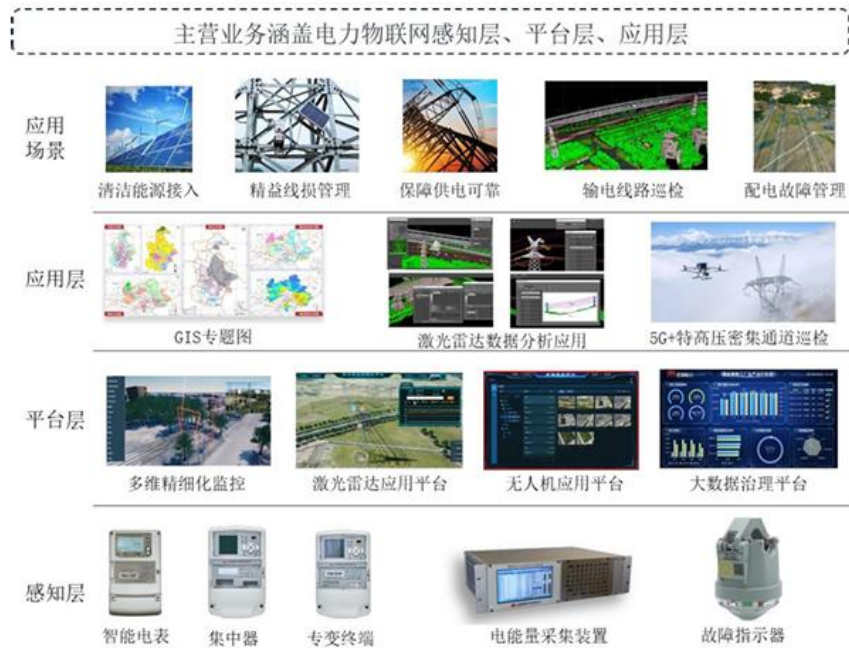 主营业务涵盖电力物联网感知层、平台层、应用层
应用
场景
清洁能源接入
精益线损管理
保障供电可靠
输电线路巡检
配电故障管理
应用层
GIS专题图
激光雷达数据分析应用
5G+特高压密集通道巡检
平台层
多维精细化监控
激光雷达应用平台
无人机应用平台
大数据治理平台
感知层
智能电表
集中器
专变终端
电能量采集装置
故障指示器